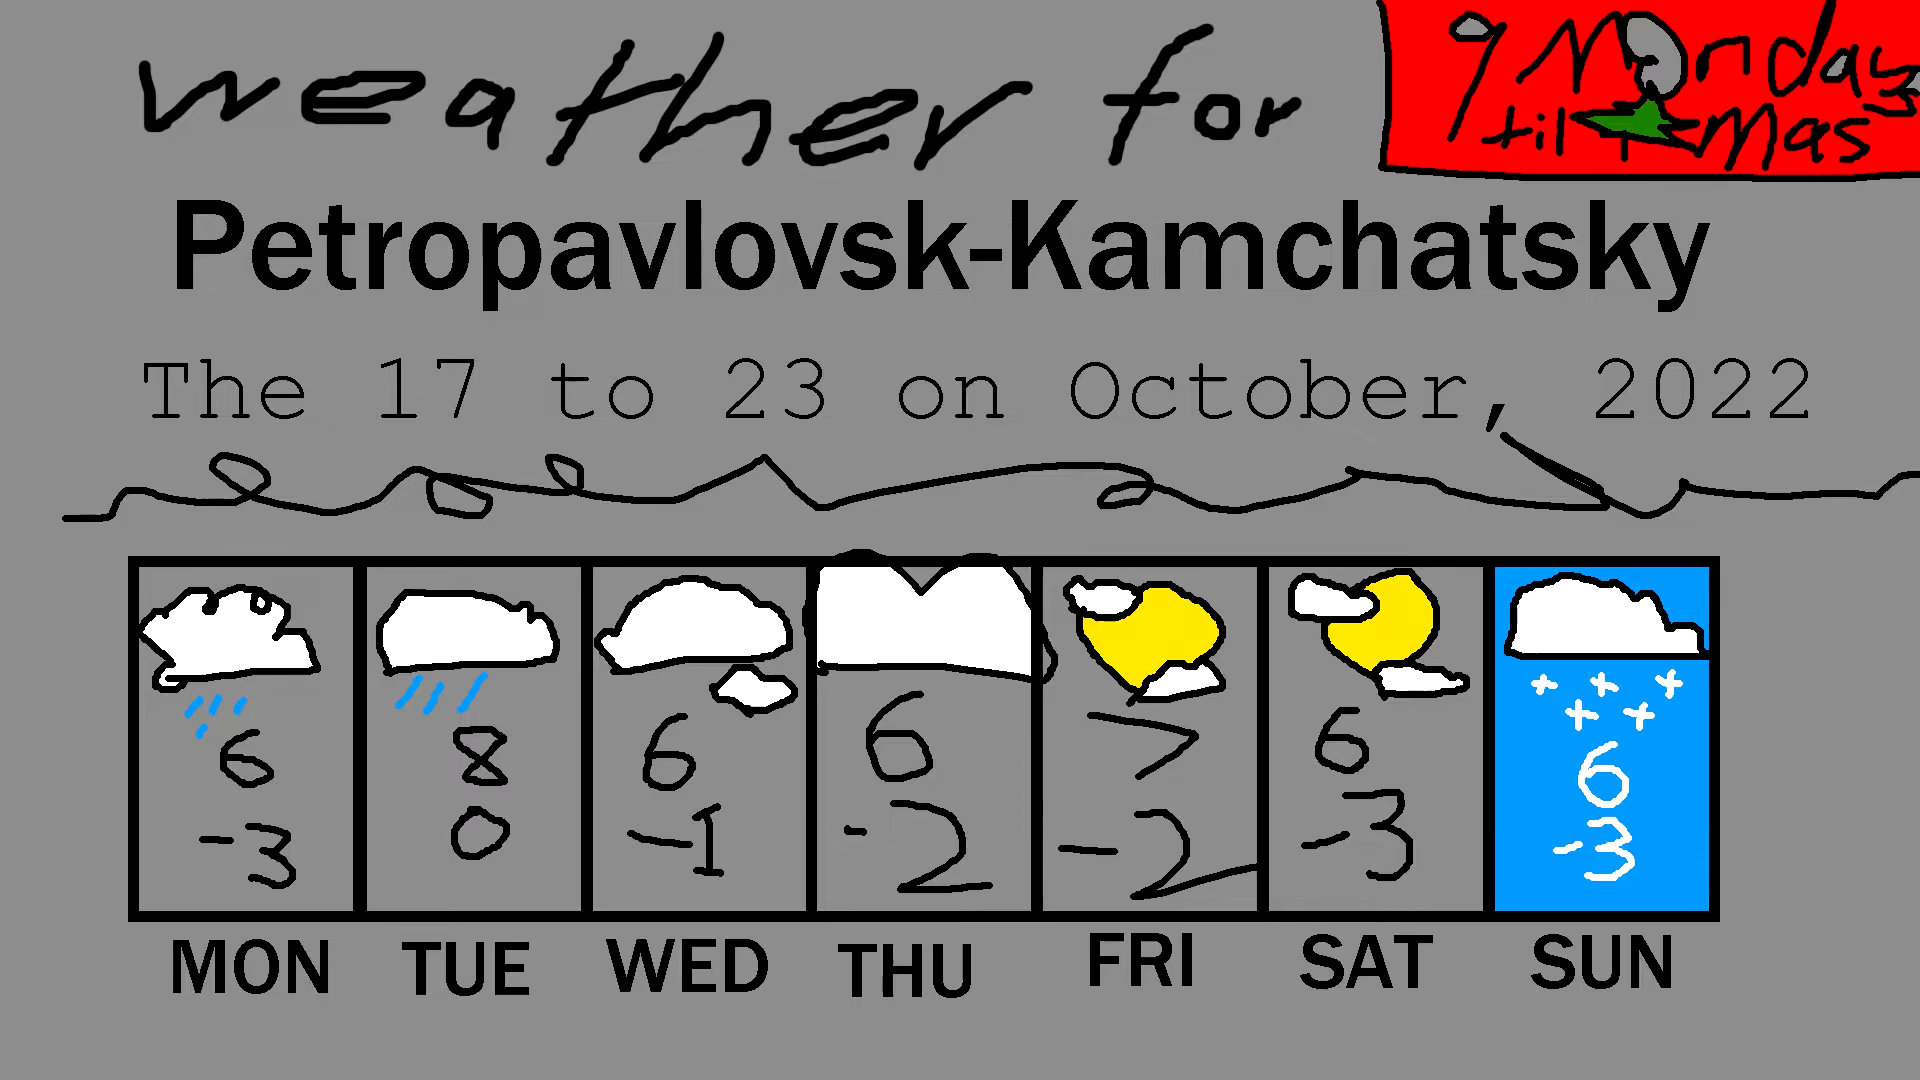 weather for
9 Mondays
til Xmas
Petropavlovsk-Kamchatsky
The 17 to 23 on October, 2022
6 8 6 6 7 6 6
-3 0 -1 -2 -2 -3 -3
MON TUE WED THU FRI SAT SUN